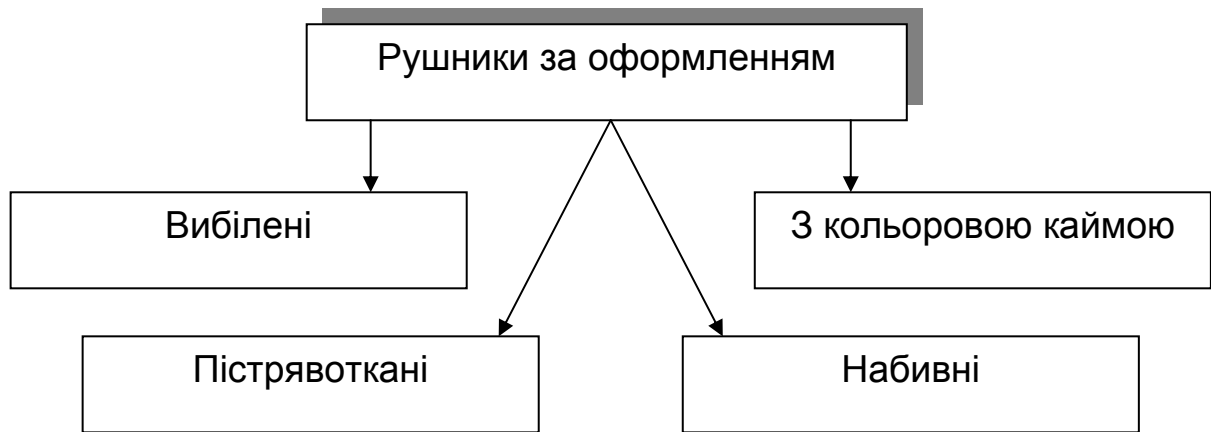 Рушники за оформленням
Вибілені
З кольоровою каймою
Пістрявоткані
Набивні